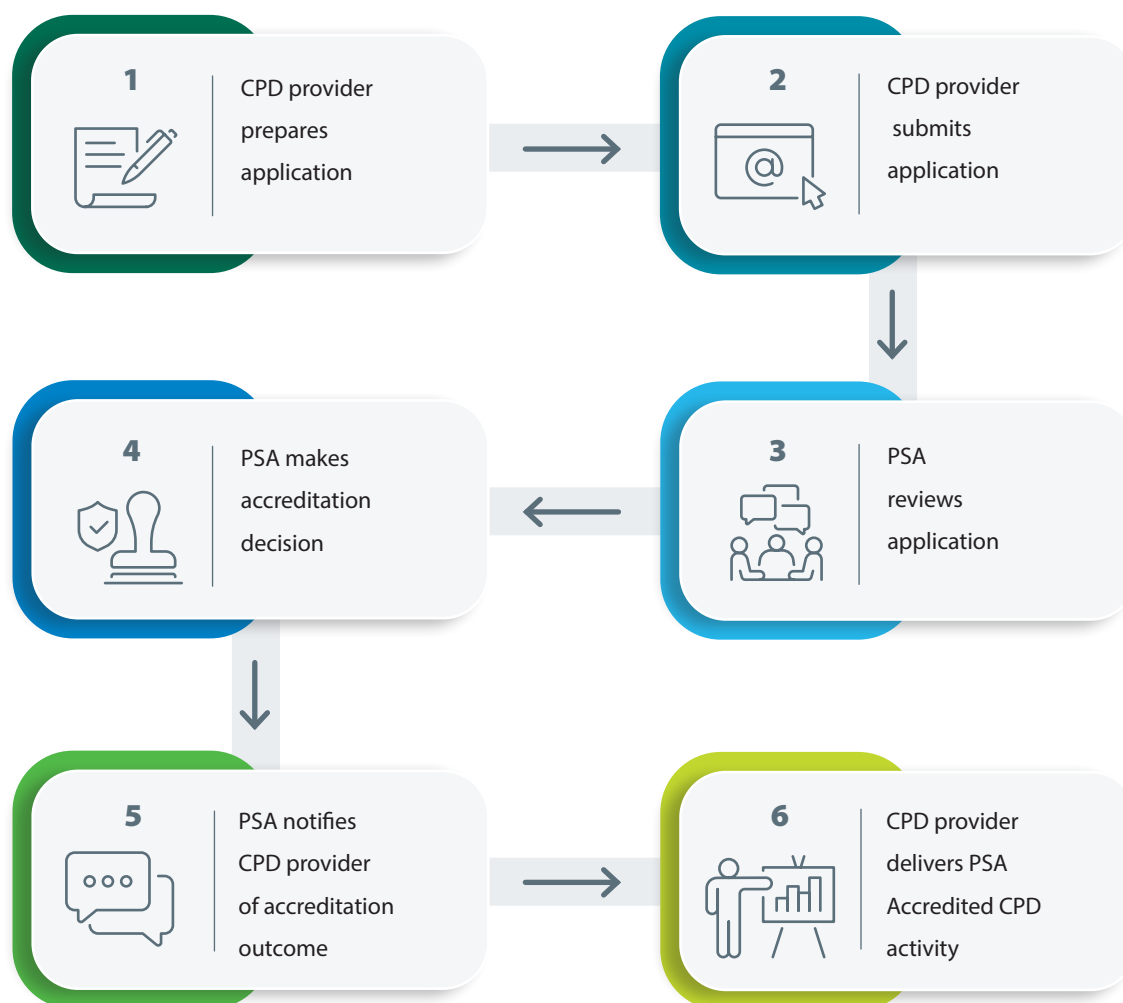 1
CPD provider
prepares
application
2
@
CPD provider
submits
application
3
PSA
reviews
application
4
PSA makes
accreditation
decision
5
PSA notifies
CPD provider
of accreditation
outcome
6
CPD provider
delivers PSA
Accredited CPD
activity